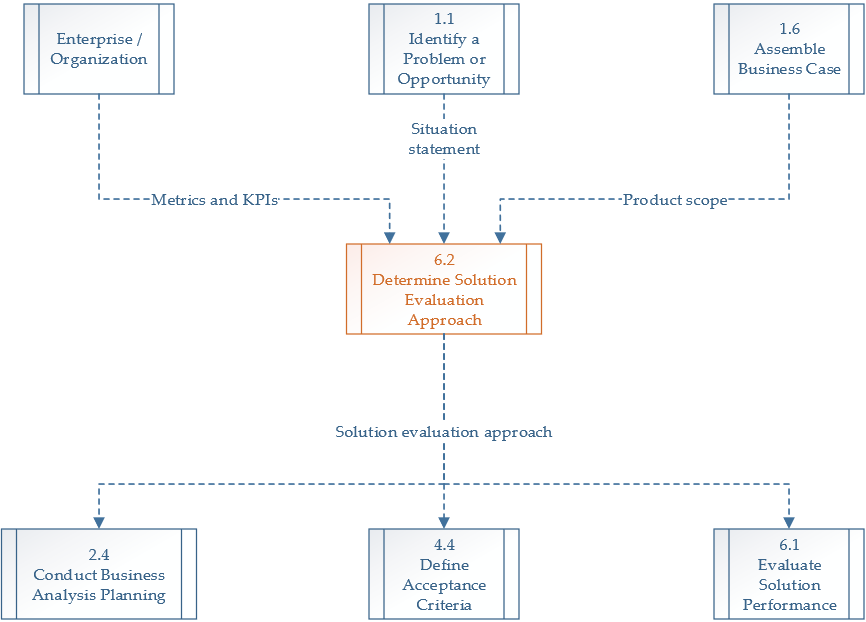 Enterprise /
Organization
1.1
Identify a
Problem or
Opportunity
1.6
Assemble
Business Case
Situation
statement
Metrics and KPIs
Product scope
6.2
Determine Solution
Evaluation
Approach
Solution evaluation approach
2.4
Conduct Business
Analysis Planning
4.4
Define
Acceptance
Criteria
6.1
Evaluate
Solution
Performance